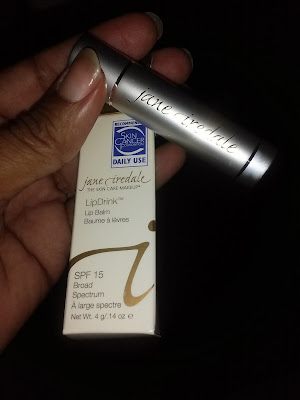 jane iredale
RECOMMENDED
SKIN
CANCER
FOUNDATION
DAILY USE
jane iredale
THE SKIN CARE MAKEUP®
LipDrink™
Lip Balm
Baume à lèvres
SPF 15
Broad
Spectrum
À large spectre
Net Wt. 4 g/.14 oz ℮